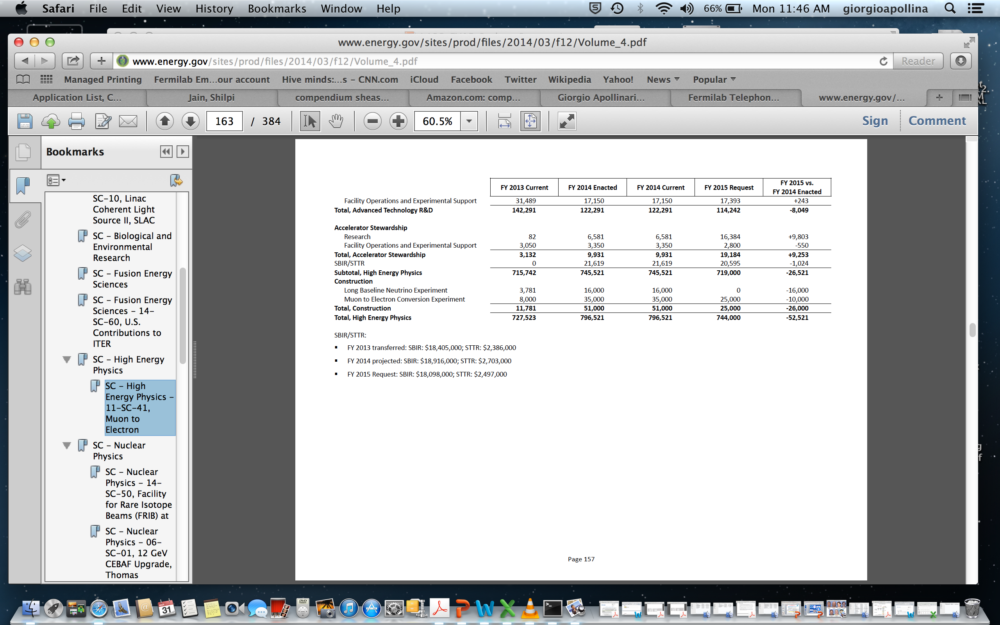 Safari File Edit View History Bookmarks Window Help 66% Mon 11:46 AM giorgioapollina
www.energy.gov/sites/prod/files/2014/03/f12/Volume_4.pdf
www.energy.gov/sites/prod/files/2014/03/f12/Volume_4.pdf Reader
Managed Printing Fermilab Em...our account Hive minds:...s – CNN.com iCloud Facebook Twitter Wikipedia Yahoo! News Popular
Application List, C... Jain, Shilpi compendium sheas... Amazon.com: comp... Giorgio Apollinari... Fermilab Telephon... www.energy.gov/...
163 / 384 60.5% Sign Comment
Bookmarks
SC–10, Linac
Coherent Light
Source II, SLAC
SC – Biological and
Environmental
Research
SC – Fusion Energy
Sciences
SC – Fusion Energy
Sciences – 14–
SC–60, U.S.
Contributions to
ITER
SC – High Energy
Physics
SC – High
Energy Physics –
11–SC–41,
Muon to
Electron
SC – Nuclear
Physics
SC – Nuclear
Physics – 14–
SC–50, Facility
for Rare Isotope
Beams (FRIB) at
SC – Nuclear
Physics – 06–
SC–01, 12 GeV
CEBAF Upgrade,
Thomas
FY 2013 Current FY 2014 Enacted FY 2014 Current FY 2015 Request FY 2015 vs.
FY 2014 Enacted
Facility Operations and Experimental Support 31,489 17,150 17,150 17,393 +243
Total, Advanced Technology R&D 142,291 122,291 122,291 114,242 -8,049
Accelerator Stewardship
Research 82 6,581 6,581 16,384 +9,803
Facility Operations and Experimental Support 3,050 3,350 3,350 2,800 -550
Total, Accelerator Stewardship 3,132 9,931 9,931 19,184 +9,253
SBIR/STTR 0 21,619 21,619 20,595 -1,024
Subtotal, High Energy Physics 715,742 745,521 745,521 719,000 -26,521
Construction
Long Baseline Neutrino Experiment 3,781 16,000 16,000 0 -16,000
Muon to Electron Conversion Experiment 8,000 35,000 35,000 25,000 -10,000
Total, Construction 11,781 51,000 51,000 25,000 -26,000
Total, High Energy Physics 727,523 796,521 796,521 744,000 -52,521
SBIR/STTR:
▪ FY 2013 transferred: SBIR: $18,405,000; STTR: $2,386,000
▪ FY 2014 projected: SBIR: $18,916,000; STTR: $2,703,000
▪ FY 2015 Request: SBIR: $18,098,000; STTR: $2,497,000
Page 157
MAR
31
DVD